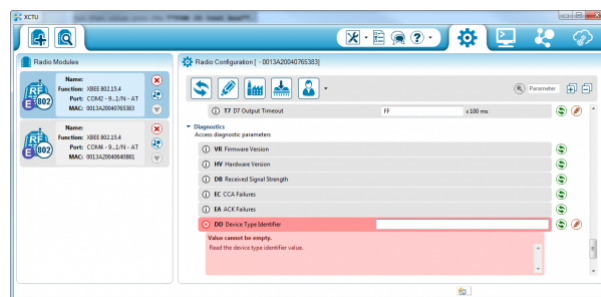 XCTU
Radio Modules
Name:
Function: XBEE 802.15.4
Port: COM2 - 9...1/N - AT
MAC: 0013A20040765383
802
E
Name:
Function: XBEE 802.15.4
Port: COM4 - 9...1/N - AT
802
E
Radio Configuration [ - 0013A20040765383]
Parameter
T7 D7 Output Timeout
FF
x 100 ms
Diagnostics
Access diagnostic parameters
VR Firmware Version
HV Hardware Version
DB Received Signal Strength
EC CCA Failures
EA ACK Failures
DD Device Type Identifier
Value cannot be empty.
Read the device type identifier value.